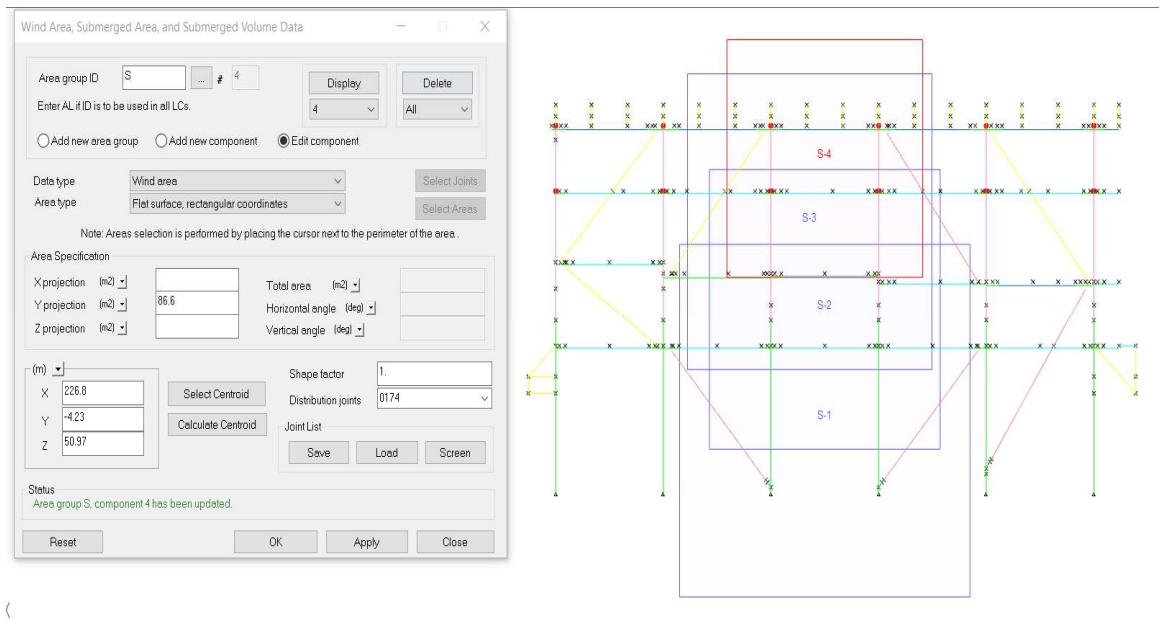 Wind Area, Submerged Area, and Submerged Volume Data
Area group ID S ... # 4 Display Delete
Enter AL if ID is to be used in all LCs. 4 All
Add new area group Add new component Edit component
Data type Wind area Select Joints
Area type Flat surface, rectangular coordinates Select Areas
Note: Areas selection is performed by placing the cursor next to the perimeter of the area .
Area Specification
X projection (m2) Total area (m2)
Y projection (m2) 86.6 Horizontal angle (deg)
Z projection (m2) Vertical angle (deg)
(m)
X 226.8 Select Centroid Shape factor 1.
Y -4.23 Calculate Centroid Distribution joints 0174
Z 50.97 Joint List
Save Load Screen
Status
Area group S, component 4 has been updated.
Reset OK Apply Close
S-4
S-3
S-2
S-1